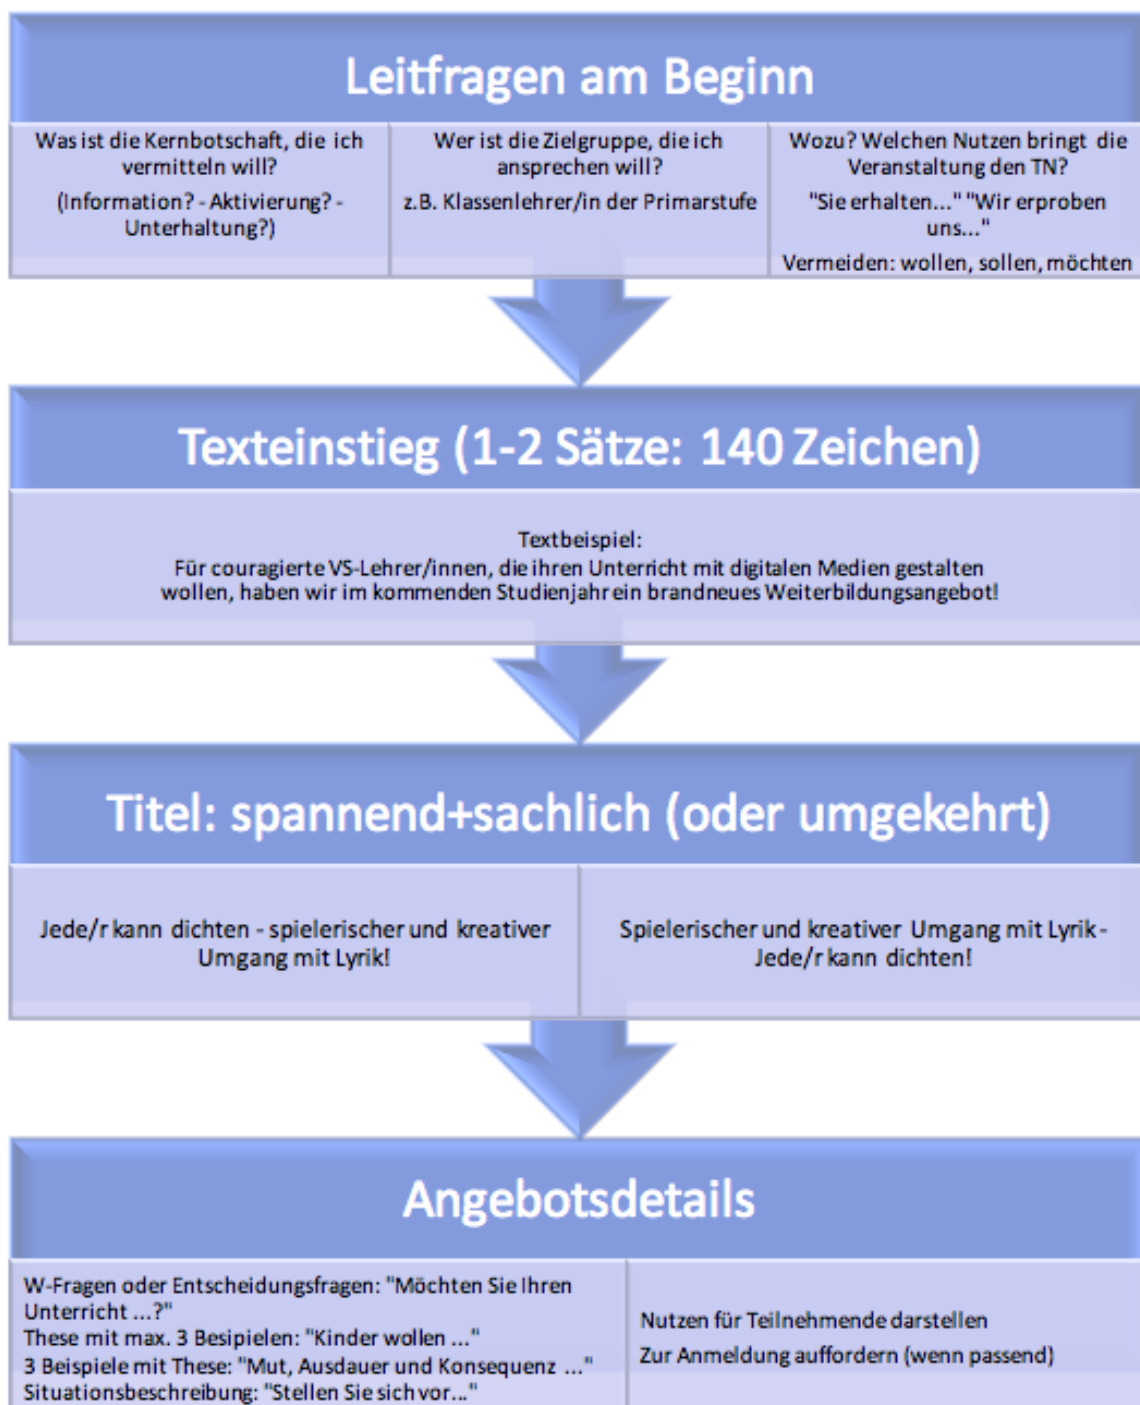 Leitfragen am Beginn
Was ist die Kernbotschaft, die ich
vermitteln will?
(Information? - Aktivierung? -
Unterhaltung?)
Wer ist die Zielgruppe, die ich
ansprechen will?
z.B. Klassenlehrer/in der Primarstufe
Wozu? Welchen Nutzen bringt die
Veranstaltung den TN?
"Sie erhalten..." "Wir erproben
uns..."
Vermeiden: wollen, sollen, möchten
Texteinstieg (1-2 Sätze: 140 Zeichen)
Textbeispiel:
Für couragierte VS-Lehrer/innen, die ihren Unterricht mit digitalen Medien gestalten
wollen, haben wir im kommenden Studienjahr ein brandneues Weiterbildungsangebot!
Titel: spannend+sachlich (oder umgekehrt)
Jede/r kann dichten - spielerischer und kreativer
Umgang mit Lyrik!
Spielerischer und kreativer Umgang mit Lyrik -
Jede/r kann dichten!
Angebotsdetails
W-Fragen oder Entscheidungsfragen: "Möchten Sie Ihren
Unterricht ...?"
These mit max. 3 Besipielen: "Kinder wollen ..."
3 Beispiele mit These: "Mut, Ausdauer und Konsequenz ..."
Situationsbeschreibung: "Stellen Sie sich vor..."
Nutzen für Teilnehmende darstellen
Zur Anmeldung auffordern (wenn passend)